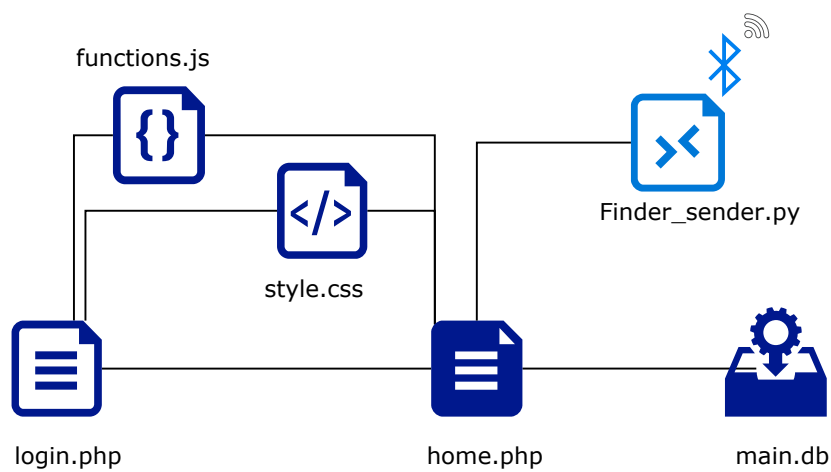 functions.js
Finder_sender.py
style.css
login.php
home.php
main.db